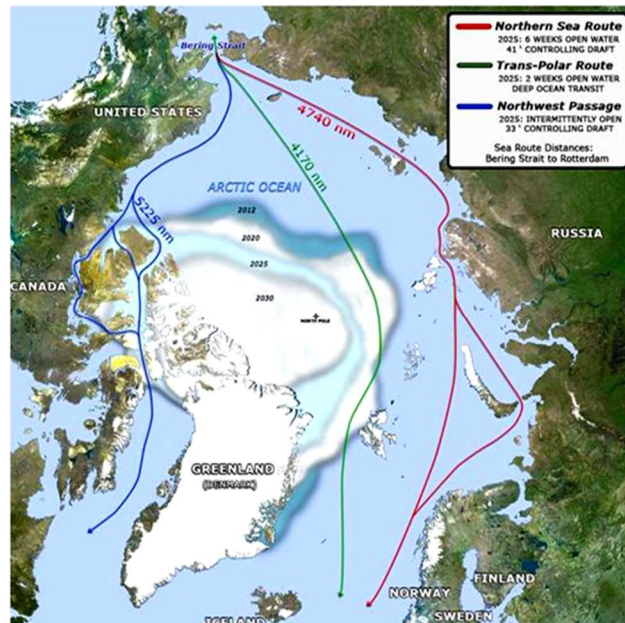 Bering Strait
Northern Sea Route
2025: 6 WEEKS OPEN WATER
41' CONTROLLING DRAFT
Trans-Polar Route
2025: 2 WEEKS OPEN WATER
DEEP OCEAN TRANSIT
Northwest Passage
2025: INTERMITTENTLY OPEN
33' CONTROLLING DRAFT
Sea Route Distances:
Bering Strait to Rotterdam
UNITED STATES
4740 nm
4170 nm
ARCTIC OCEAN
5225 nm
2012
2020
2025
2030
NORTH POLE
RUSSIA
CANADA
GREENLAND
(DENMARK)
NORWAY
FINLAND
SWEDEN
ICELAND